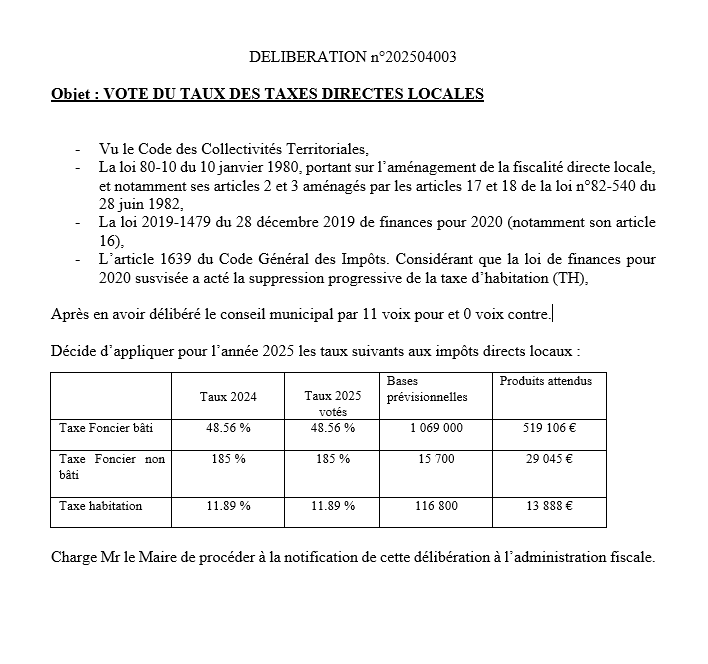 DELIBERATION n°202504003
Objet : VOTE DU TAUX DES TAXES DIRECTES LOCALES
- Vu le Code des Collectivités Territoriales,
- La loi 80-10 du 10 janvier 1980, portant sur l'aménagement de la fiscalité directe locale,
et notamment ses articles 2 et 3 aménagés par les articles 17 et 18 de la loi n°82-540 du
28 juin 1982,
- La loi 2019-1479 du 28 décembre 2019 de finances pour 2020 (notamment son article
16),
- L'article 1639 du Code Général des Impôts. Considérant que la loi de finances pour
2020 susvisée a acté la suppression progressive de la taxe d'habitation (TH),
Après en avoir délibéré le conseil municipal par 11 voix pour et 0 voix contre.
Décide d'appliquer pour l'année 2025 les taux suivants aux impôts directs locaux :
Taux 2024
Taux 2025
votés
Bases
prévisionnelles
Produits attendus
Taxe Foncier bâti 48.56 % 48.56 % 1 069 000 519 106 €
Taxe Foncier non 185 % 185 % 15 700 29 045 €
bâti
Taxe habitation 11.89 % 11.89 % 116 800 13 888 €
Charge Mr le Maire de procéder à la notification de cette délibération à l'administration fiscale.